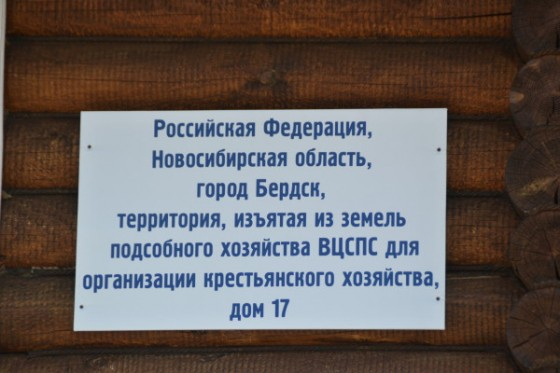 Российская Федерация,
Новосибирская область,
город Бердск,
территория, изъятая из земель
подсобного хозяйства ВЦСПС для
организации крестьянского хозяйства,
дом 17